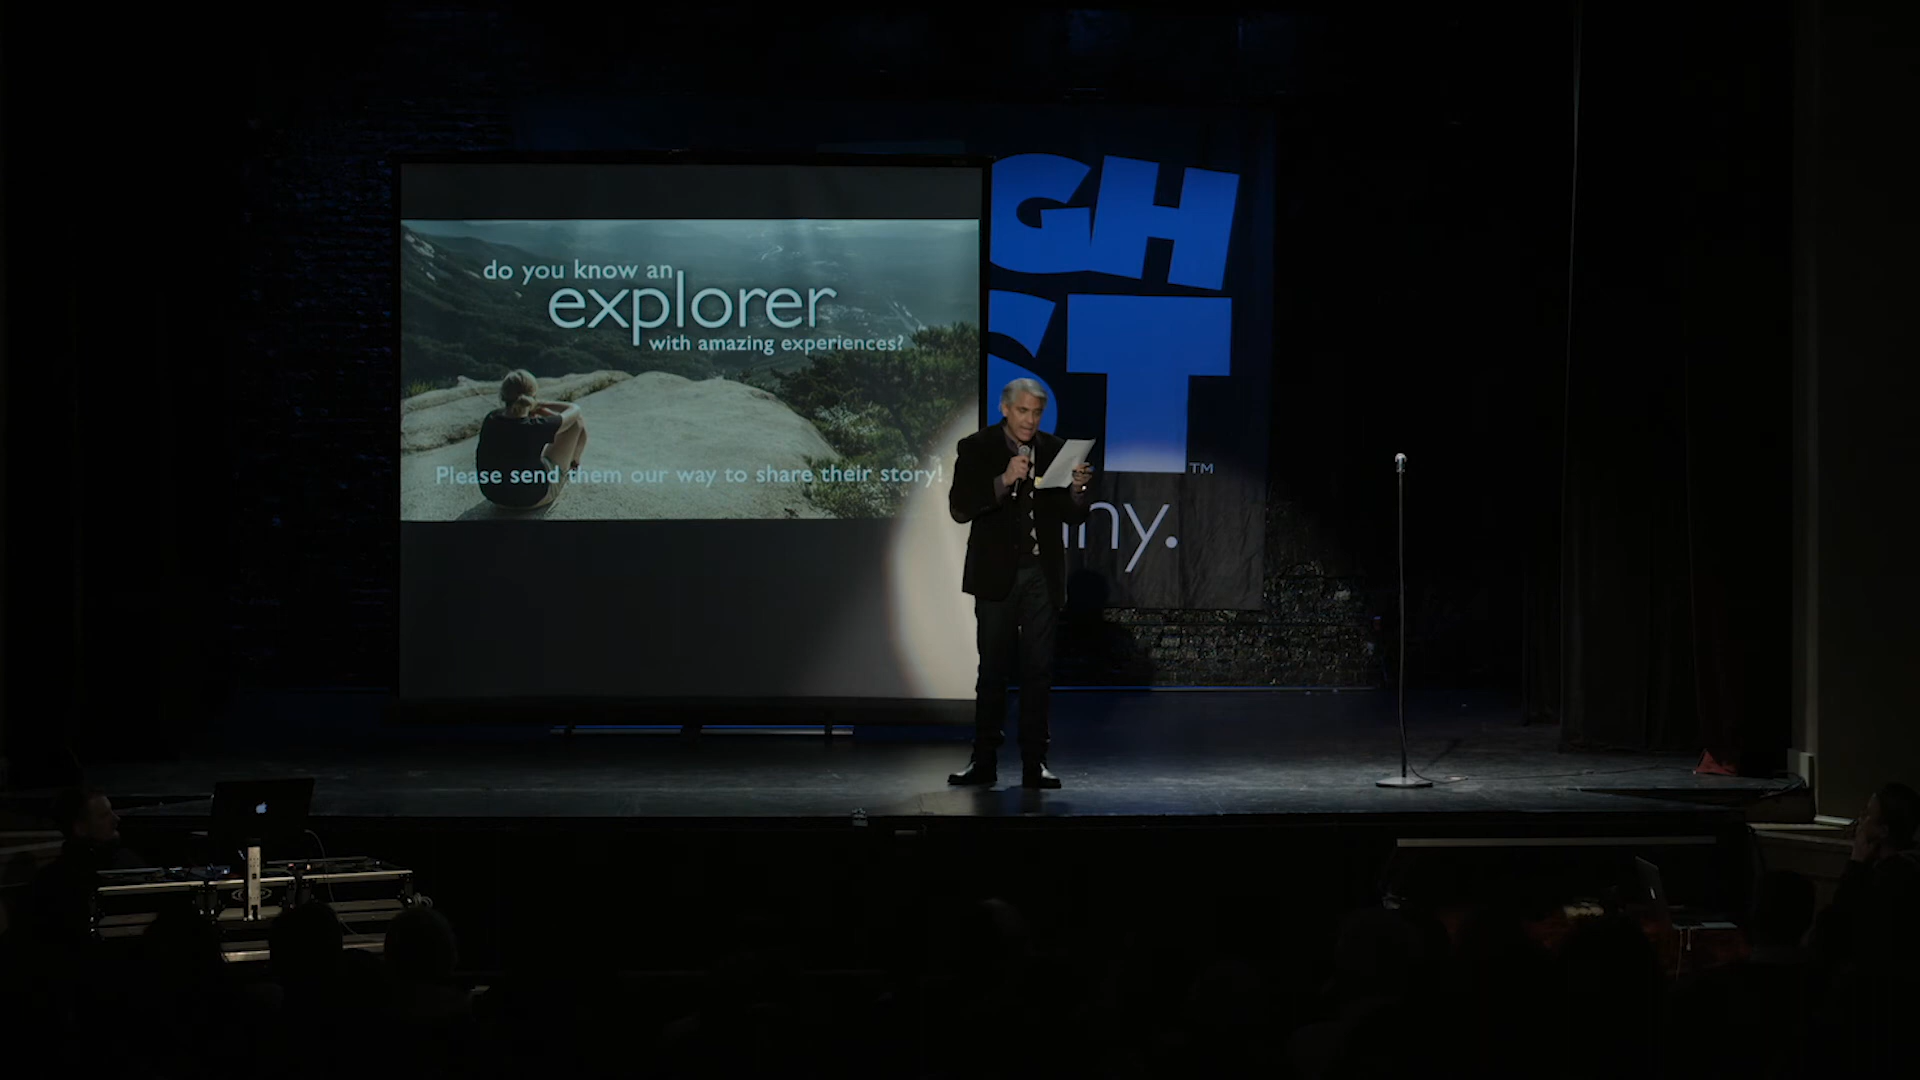 do you know an
explorer
with amazing experiences?
Please send them our way to share their story!
GH
ST
TM
ny.